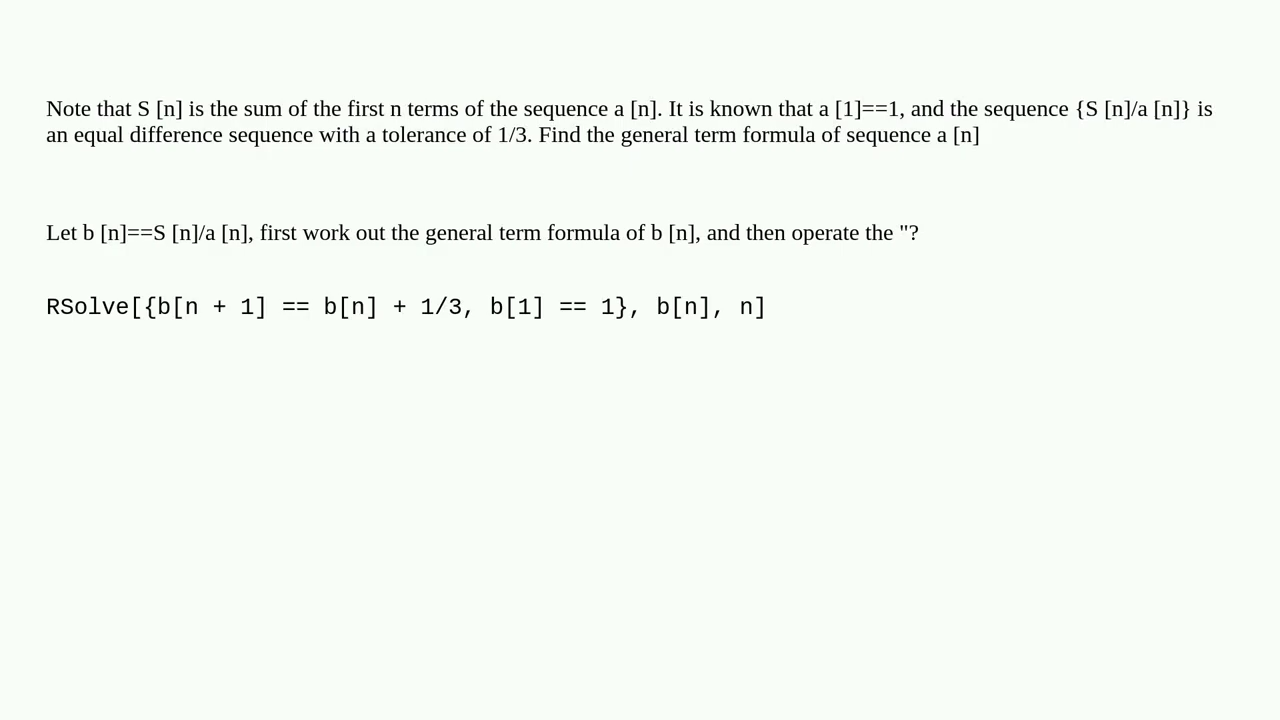 Note that S [n] is the sum of the first n terms of the sequence a [n]. It is known that a [1]==1, and the sequence {S [n]/a [n]} is
an equal difference sequence with a tolerance of 1/3. Find the general term formula of sequence a [n]
Let b [n]==S [n]/a [n], first work out the general term formula of b [n], and then operate the "?
RSolve[{b[n + 1] == b[n] + 1/3, b[1] == 1}, b[n], n]